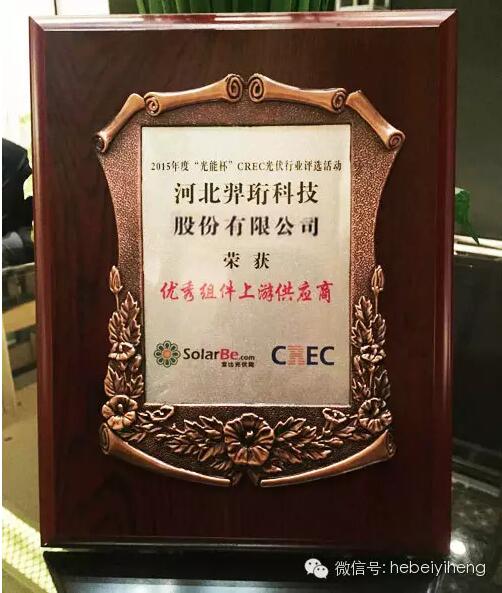 2015年度“光能杯”CREC光伏行业评选活动
河北羿珩科技
股份有限公司
荣获
优秀组件上游供应商
SolarBe.com
索比光伏网
CREC
微信号: hebeiyiheng